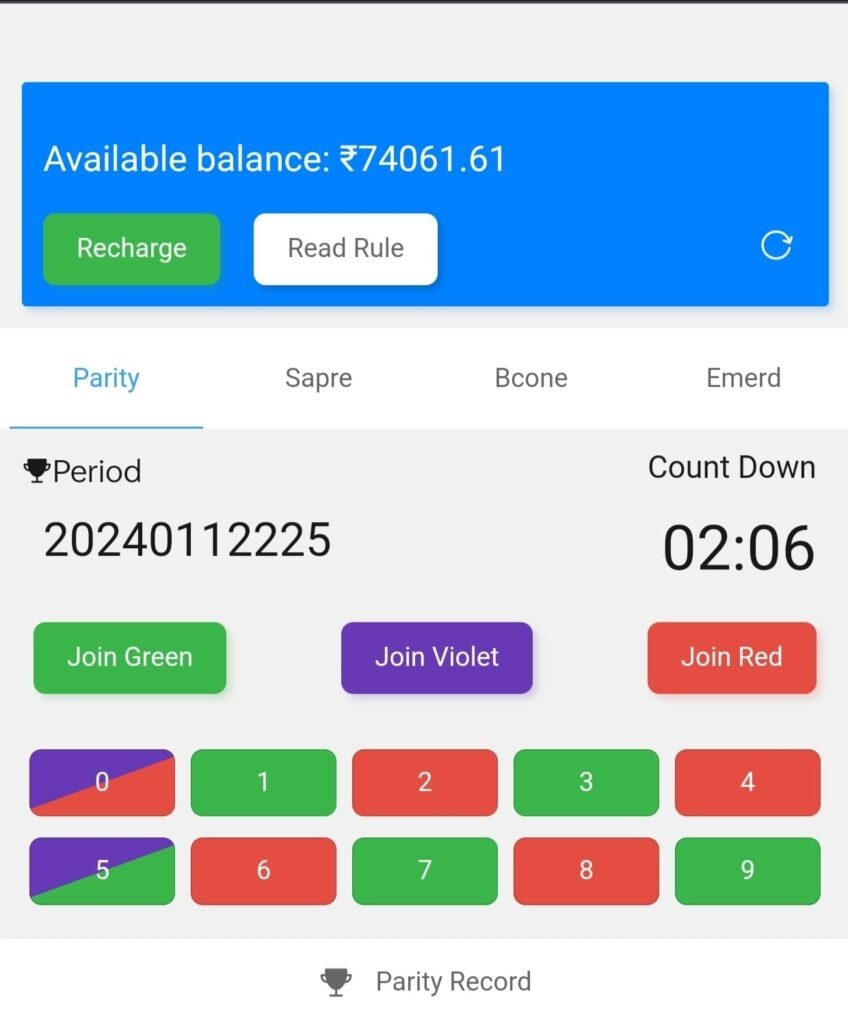 Available balance: ₹74061.61
Recharge Read Rule
Parity Sapre Bcone Emerd
Period Count Down
20240112225 02:06
Join Green Join Violet Join Red
0 1 2 3 4
5 6 7 8 9
Parity Record